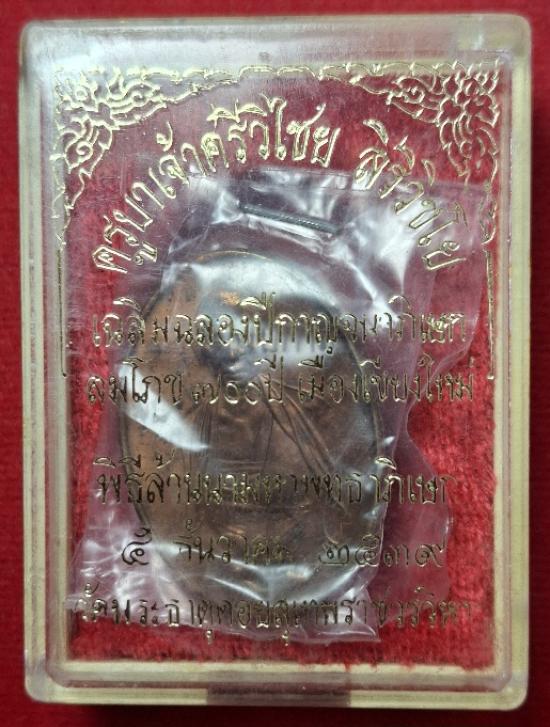 ครูบาเจ้าศรีวิไชย สิริวิชโย
เฉลิมฉลองปีกาญจนาภิเษก
สมโภช ๗๐๐ ปี เมืองเชียงใหม่
พิธีล้านนามหาพุทธาภิเษก
๕ ธันวาคม ๒๕๓๙
วัดพระธาตุดอยสุเทพราชวรวิหาร